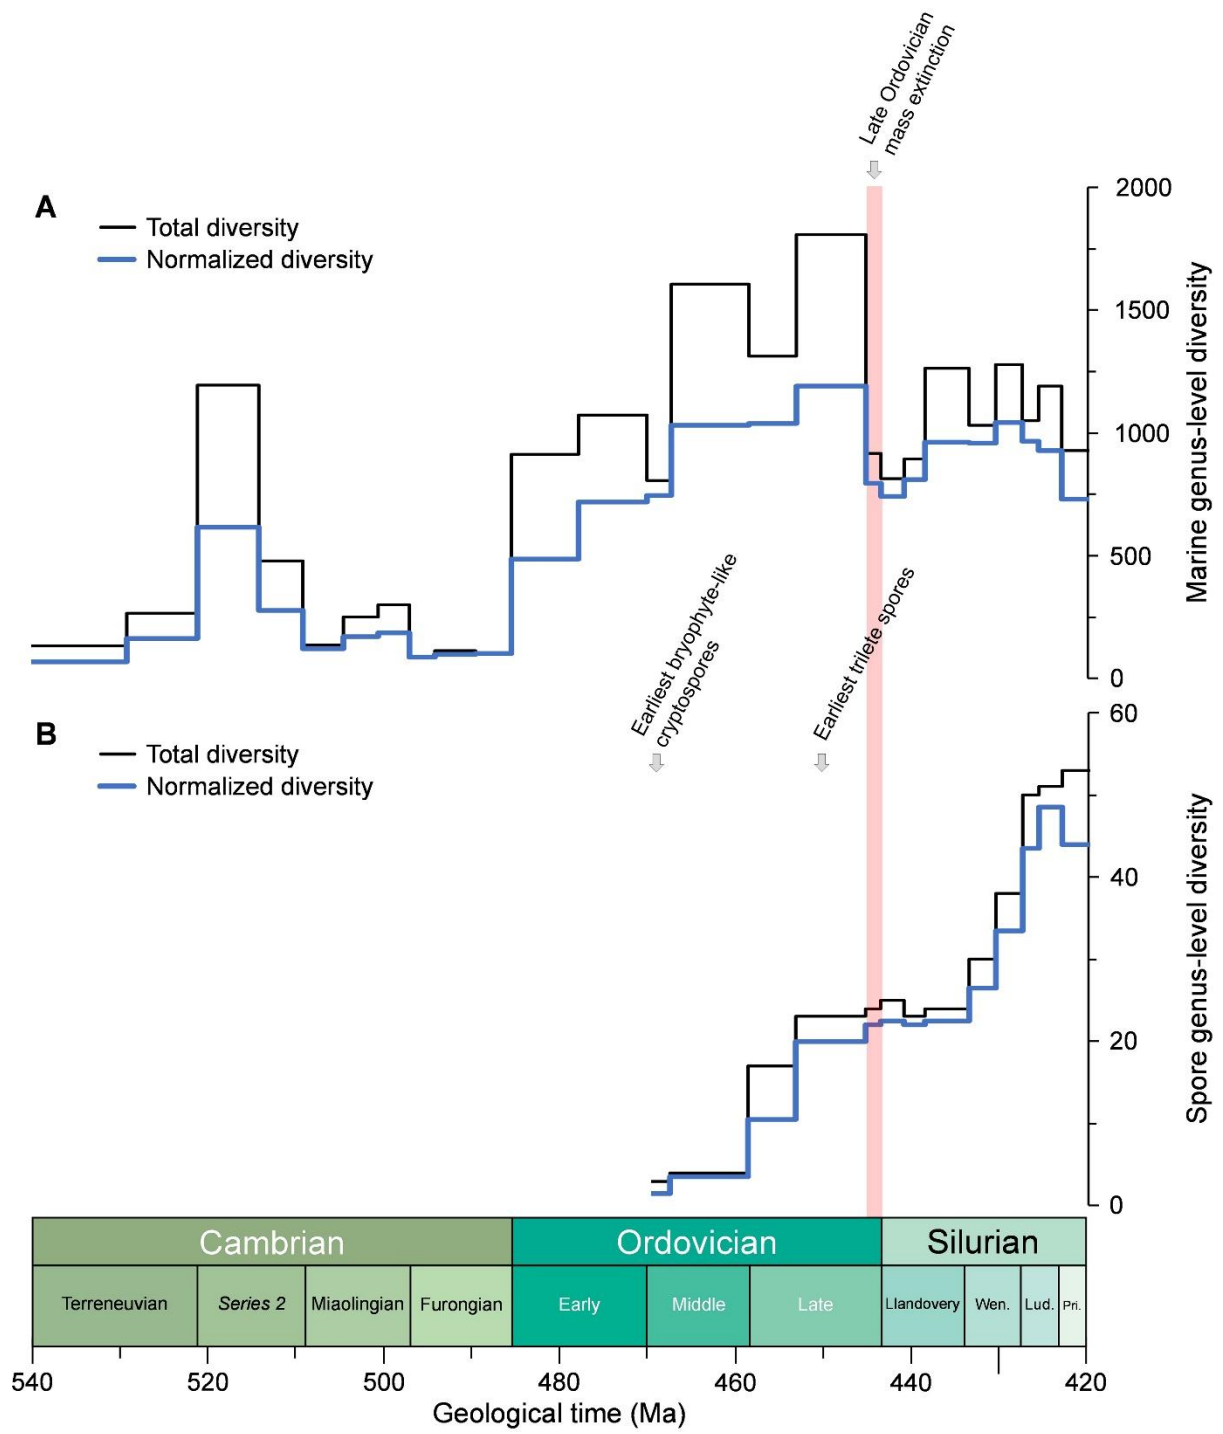 Late Ordovician
mass extinction
A
Total diversity
Normalized diversity
2000
1500
1000
500
0
Marine genus-level diversity
Earliest bryophyte-like
cryptospores
Earliest trilete spores
B
Total diversity
Normalized diversity
60
40
20
0
Spore genus-level diversity
Cambrian Ordovician Silurian
Terreneuvian Series 2 Miaolingian Furongian Early Middle Late Llandovery Wen. Lud. Pri.
540 520 500 480 460 440 420
Geological time (Ma)